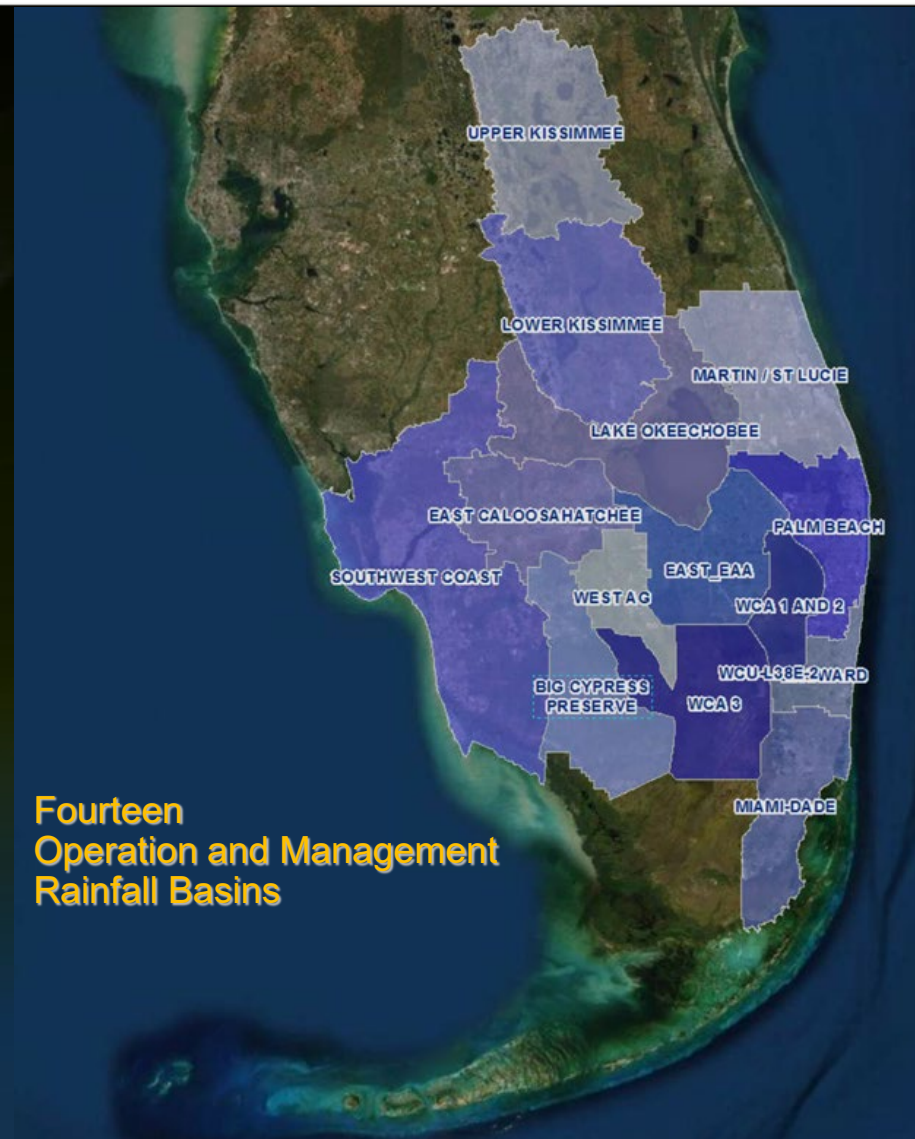 UPPER KISSIMMEE
LOWER KISSIMMEE
MARTIN / ST LUCIE
LAKE OKEECHOBEE
EAST CALOOSAHATCHEE
PALM BEACH
SOUTHWEST COAST
EAST_EAA
WEST AG
WCA 1 AND 2
WCU-L38E-2WARD
BIG CYPRESS
PRESERVE
WCA 3
MIAMI-DADE
Fourteen
Operation and Management
Rainfall Basins